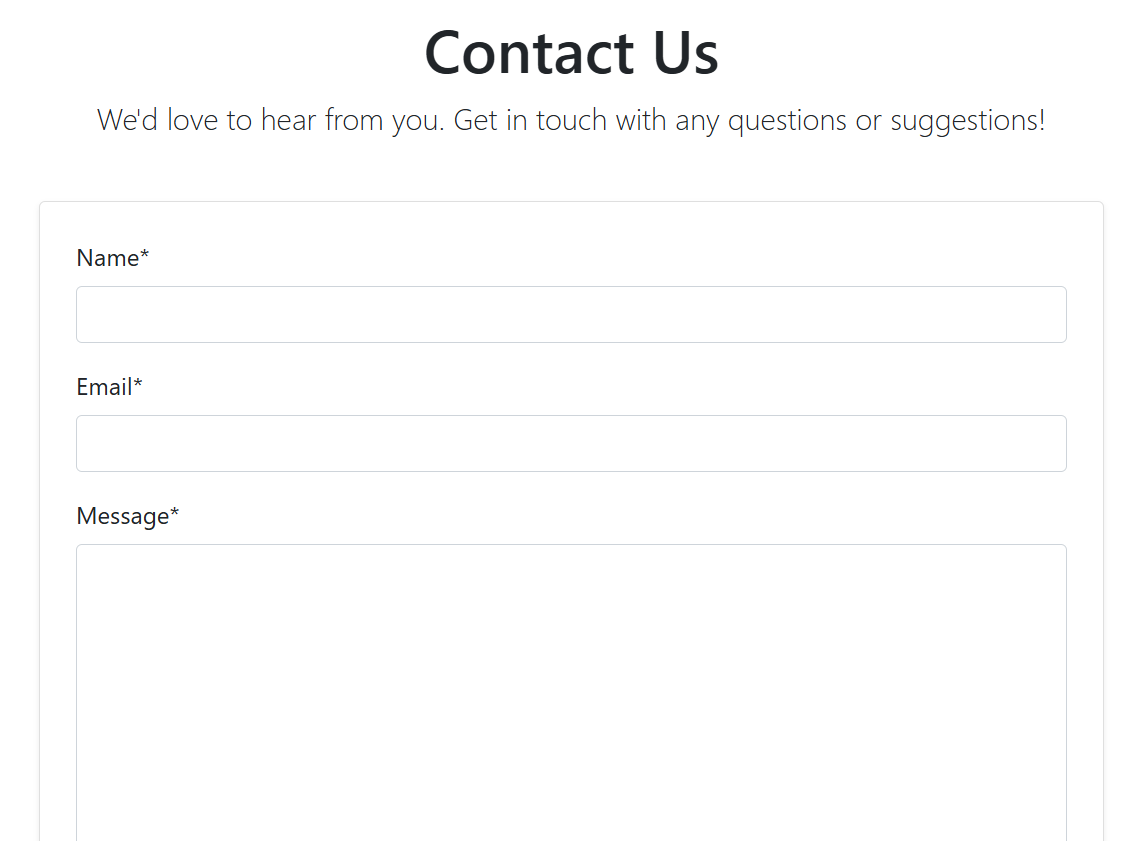 Contact Us
We'd love to hear from you. Get in touch with any questions or suggestions!
Name*
Email*
Message*